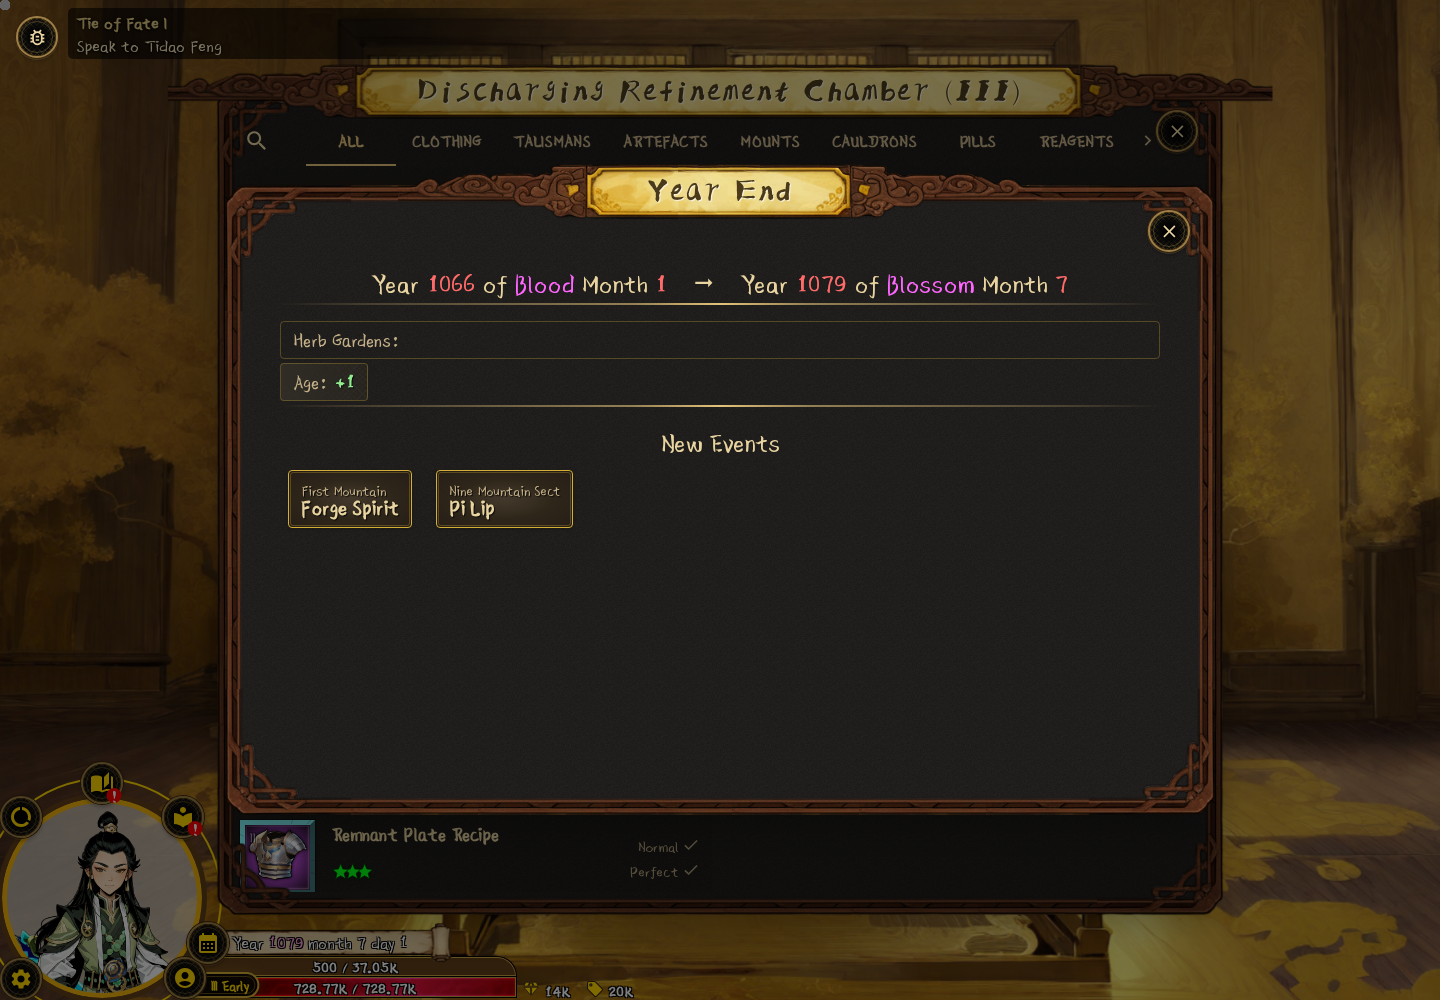 Tie of Fate I
Speak to Tidao Feng
Discharging Refinement Chamber (III)
ALL CLOTHING TALISMANS ARTEFACTS MOUNTS CAULDRONS PILLS REAGENTS
Year End
Year 1066 of Blood Month 1 → Year 1079 of Blossom Month 7
Herb Gardens:
Age: +1
New Events
First Mountain
Forge Spirit
Nine Mountain Sect
Pi Lip
Remnant Plate Recipe
Normal ✓
Perfect ✓
Year 1079 month 7 day 1
500 / 37.05K
III Early
728.77K / 728.77K
14K
20K